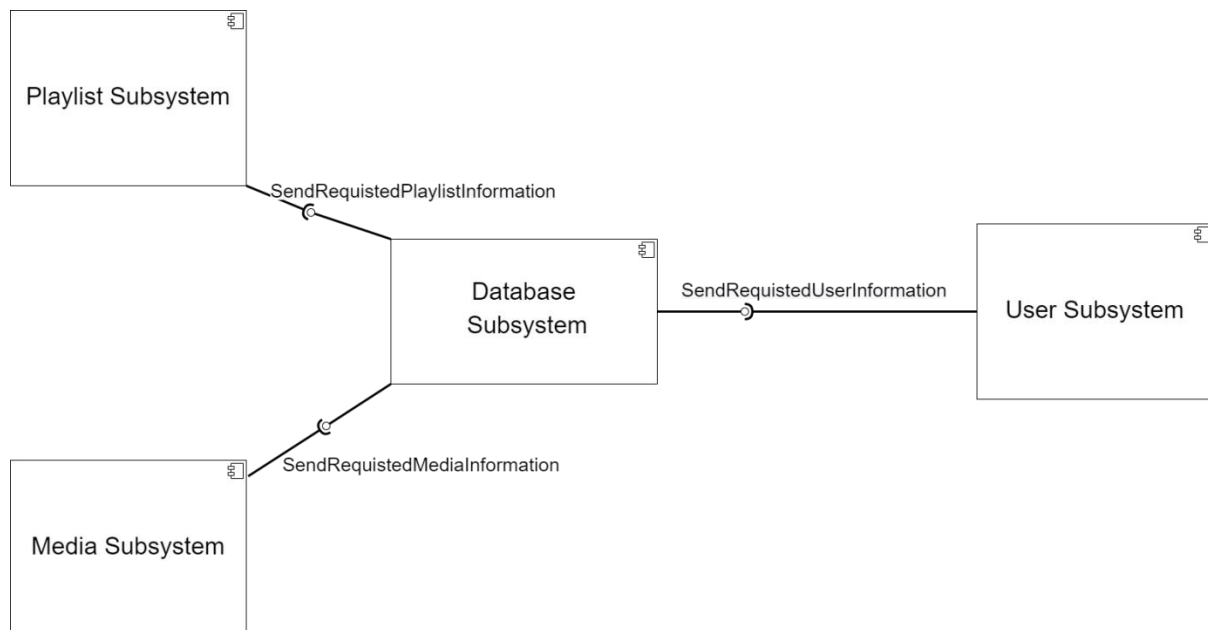 Playlist Subsystem
SendRequistedPlaylistInformation
Database
Subsystem
SendRequistedUserInformation
User Subsystem
SendRequistedMediaInformation
Media Subsystem